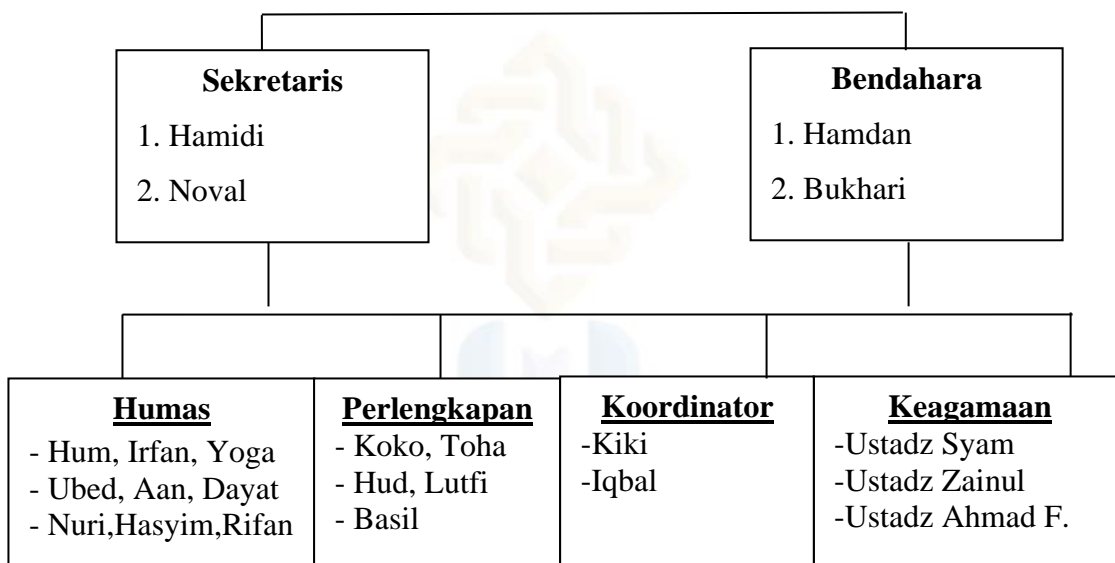 Sekretaris
1. Hamidi
2. Noval
Bendahara
1. Hamdan
2. Bukhari
Humas
- Hum, Irfan, Yoga
- Ubed, Aan, Dayat
- Nuri,Hasyim,Rifan
Perlengkapan
- Koko, Toha
- Hud, Lutfi
- Basil
Koordinator
-Kiki
-Iqbal
Keagamaan
-Ustadz Syam
-Ustadz Zainul
-Ustadz Ahmad F.